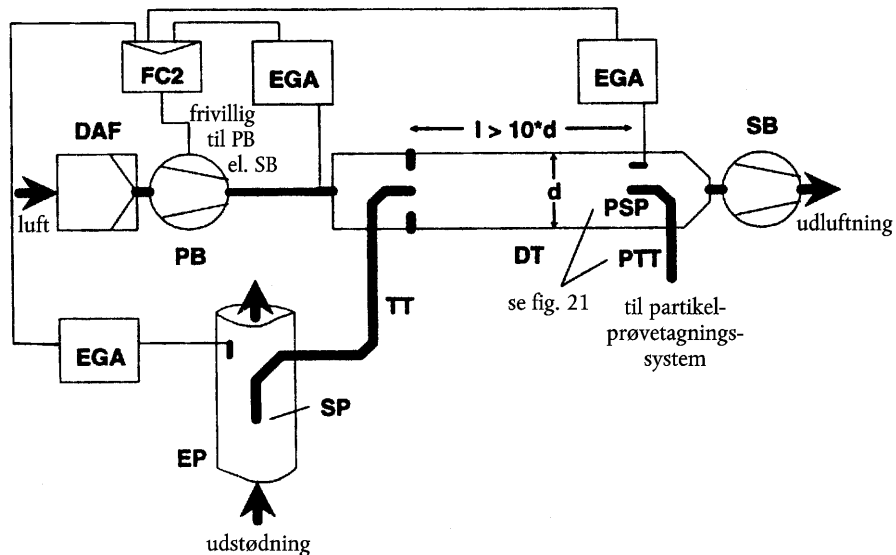 FC2
EGA
EGA
frivillig
til PB
el. SB
DAF
l > 10*d
SB
luft
d
PSP
udluftning
PB
DT
PTT
se fig. 21
til partikel-
prøvetagnings-
system
TT
EGA
SP
EP
udstødning